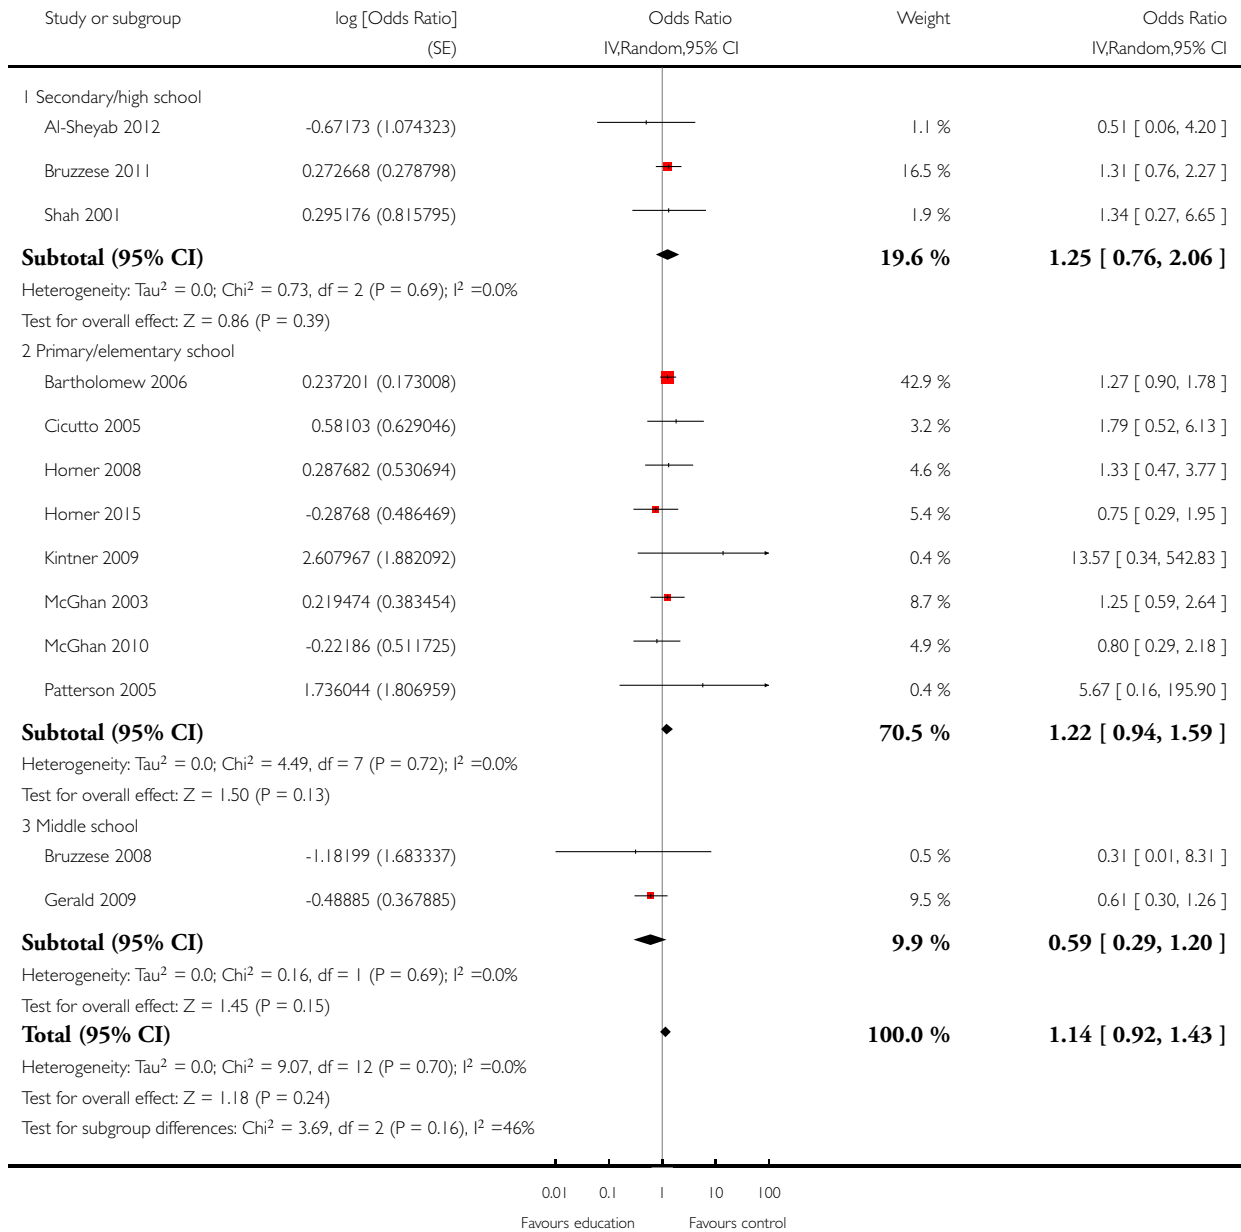 Study or subgroup log [Odds Ratio] Odds Ratio Weight Odds Ratio
(SE) IV,Random,95% CI IV,Random,95% CI
1 Secondary/high school
Al-Sheyab 2012 -0.67173 (1.074323) 1.1 % 0.51 [ 0.06, 4.20 ]
Bruzzese 2011 0.272668 (0.278798) 16.5 % 1.31 [ 0.76, 2.27 ]
Shah 2001 0.295176 (0.815795) 1.9 % 1.34 [ 0.27, 6.65 ]
Subtotal (95% CI) 19.6 % 1.25 [ 0.76, 2.06 ]
Heterogeneity: Tau² = 0.0; Chi² = 0.73, df = 2 (P = 0.69); I² =0.0%
Test for overall effect: Z = 0.86 (P = 0.39)
2 Primary/elementary school
Bartholomew 2006 0.237201 (0.173008) 42.9 % 1.27 [ 0.90, 1.78 ]
Cicutto 2005 0.58103 (0.629046) 3.2 % 1.79 [ 0.52, 6.13 ]
Horner 2008 0.287682 (0.530694) 4.6 % 1.33 [ 0.47, 3.77 ]
Horner 2015 -0.28768 (0.486469) 5.4 % 0.75 [ 0.29, 1.95 ]
Kintner 2009 2.607967 (1.882092) 0.4 % 13.57 [ 0.34, 542.83 ]
McGhan 2003 0.219474 (0.383454) 8.7 % 1.25 [ 0.59, 2.64 ]
McGhan 2010 -0.22186 (0.511725) 4.9 % 0.80 [ 0.29, 2.18 ]
Patterson 2005 1.736044 (1.806959) 0.4 % 5.67 [ 0.16, 195.90 ]
Subtotal (95% CI) 70.5 % 1.22 [ 0.94, 1.59 ]
Heterogeneity: Tau² = 0.0; Chi² = 4.49, df = 7 (P = 0.72); I² =0.0%
Test for overall effect: Z = 1.50 (P = 0.13)
3 Middle school
Bruzzese 2008 -1.18199 (1.683337) 0.5 % 0.31 [ 0.01, 8.31 ]
Gerald 2009 -0.48885 (0.367885) 9.5 % 0.61 [ 0.30, 1.26 ]
Subtotal (95% CI) 9.9 % 0.59 [ 0.29, 1.20 ]
Heterogeneity: Tau² = 0.0; Chi² = 0.16, df = 1 (P = 0.69); I² =0.0%
Test for overall effect: Z = 1.45 (P = 0.15)
Total (95% CI) 100.0 % 1.14 [ 0.92, 1.43 ]
Heterogeneity: Tau² = 0.0; Chi² = 9.07, df = 12 (P = 0.70); I² =0.0%
Test for overall effect: Z = 1.18 (P = 0.24)
Test for subgroup differences: Chi² = 3.69, df = 2 (P = 0.16), I² =46%
0.01 0.1 1 10 100
Favours education Favours control